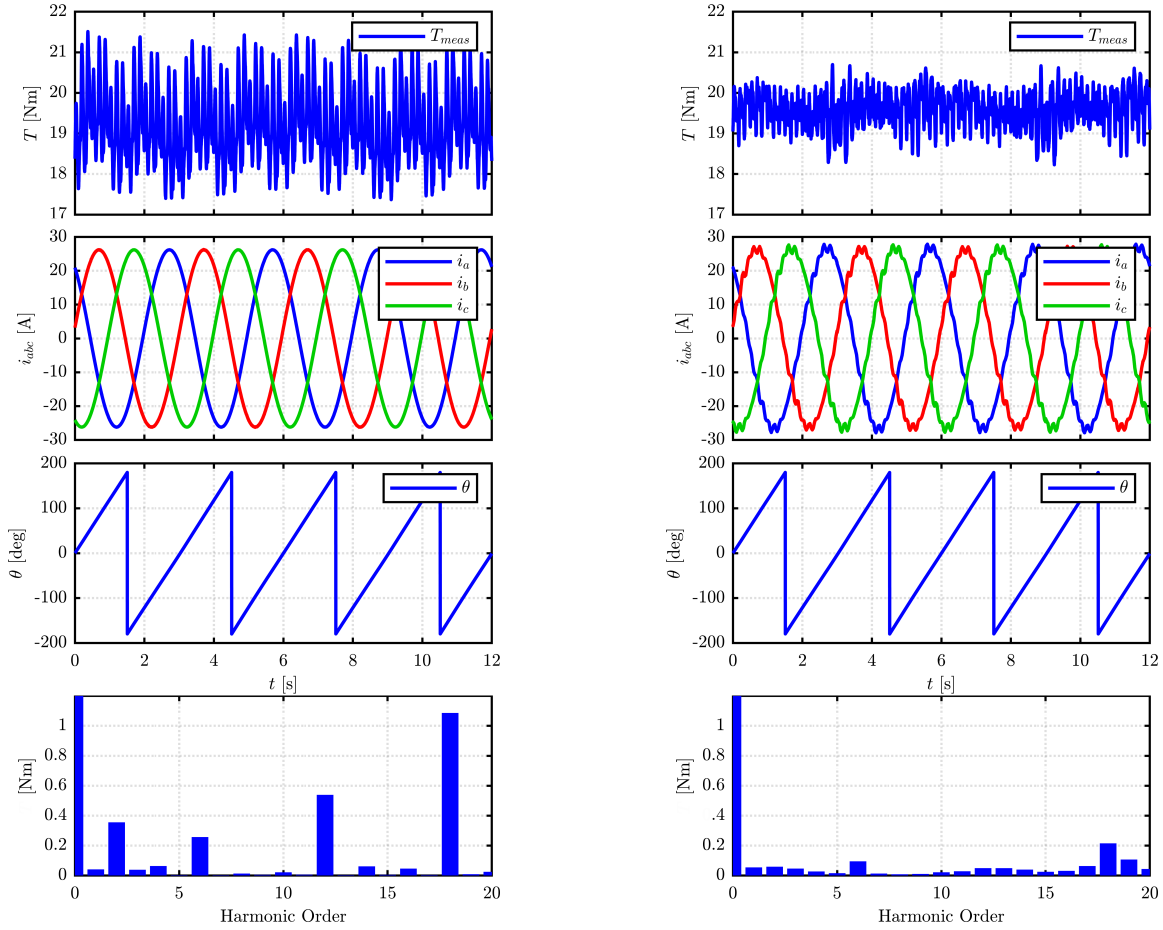 22
21
20
19
18
17
T [Nm]
T_meas
30
20
10
0
-10
-20
-30
i_abc [A]
i_a
i_b
i_c
200
100
0
-100
-200
θ [deg]
θ
0 2 4 6 8 10 12
t [s]
1
0.8
0.6
0.4
0.2
0
[Nm]
0 5 10 15 20
Harmonic Order
22
21
20
19
18
17
T [Nm]
T_meas
30
20
10
0
-10
-20
-30
i_abc [A]
i_a
i_b
i_c
200
100
0
-100
-200
θ [deg]
θ
0 2 4 6 8 10 12
t [s]
1
0.8
0.6
.4
0.2
0
[Nm]
0 5 10 15 20
Harmonic Order